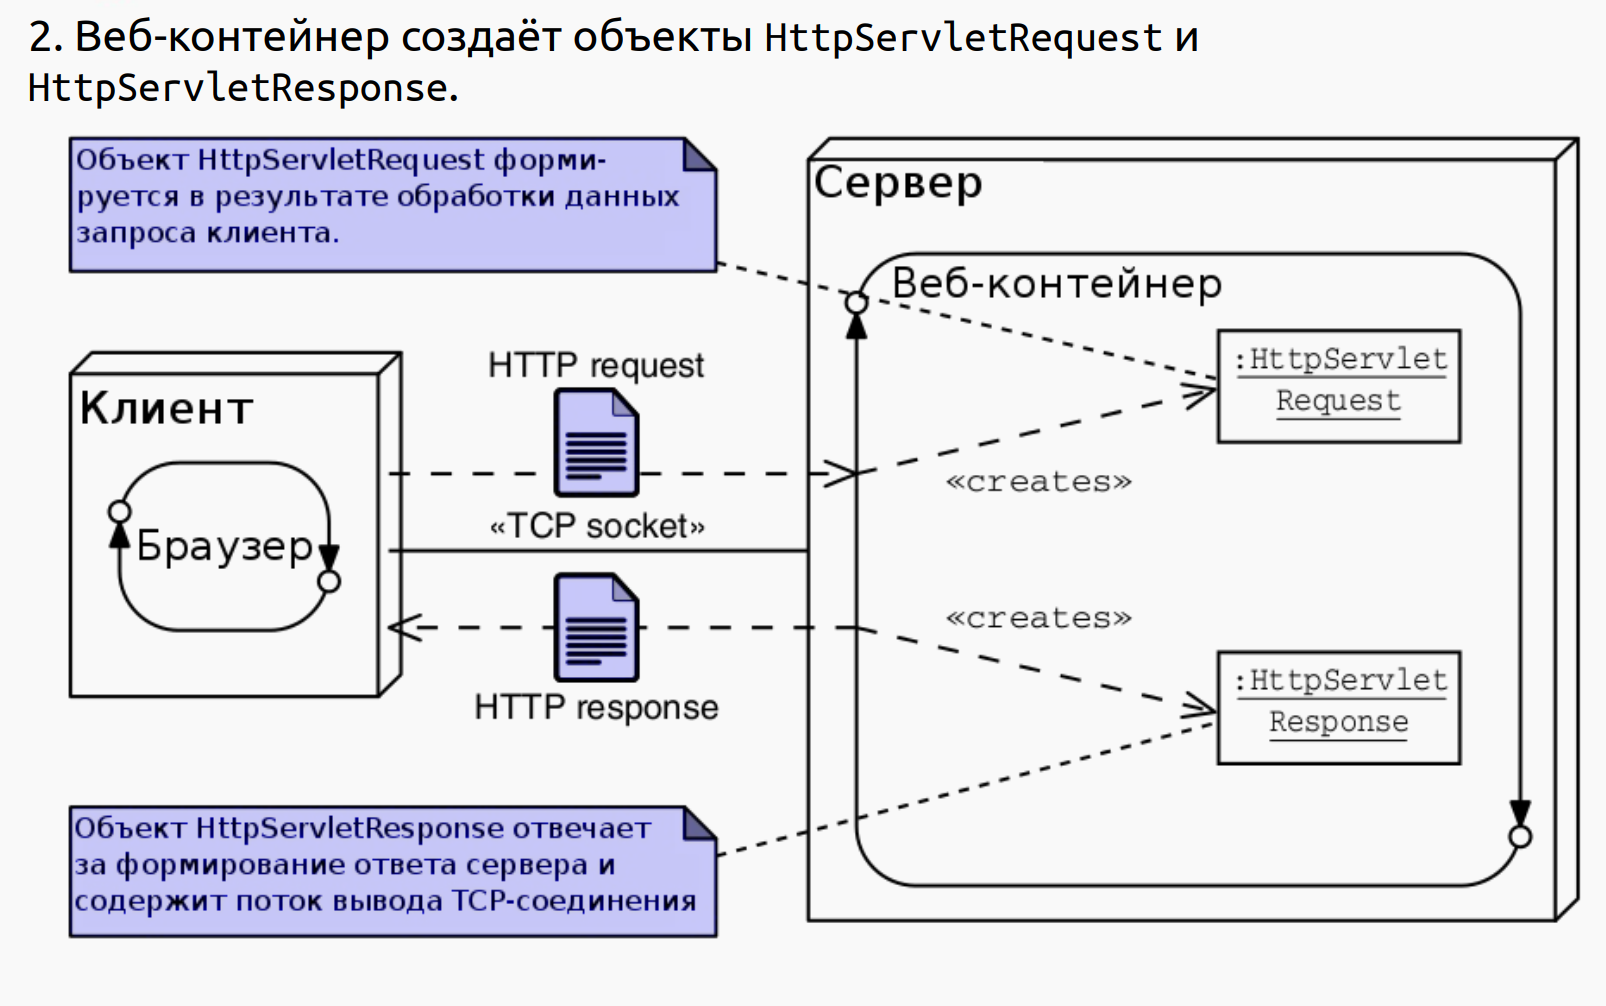 2. Веб-контейнер создаёт объекты HttpServletRequest и
HttpServletResponse.
Объект HttpServletRequest форми-
руется в результате обработки данных
запроса клиента.
Сервер
Веб-контейнер
:HttpServlet
Request
HTTP request
Клиент
«creates»
«TCP socket»
Браузер
«creates»
:HttpServlet
Response
HTTP response
Объект HttpServletResponse отвечает
за формирование ответа сервера и
содержит поток вывода TCP-соединения